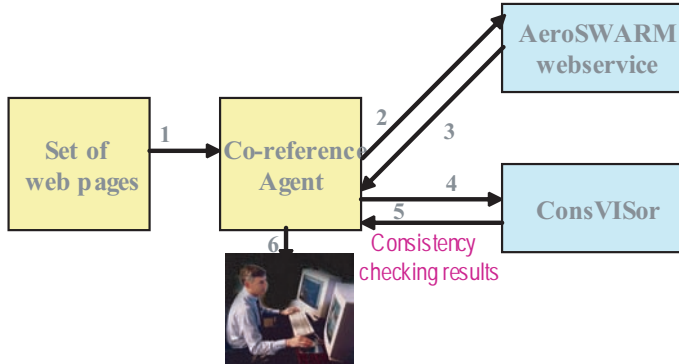 AeroSWARM
webservice
2
1
3
Set of
web pages
Co-reference
Agent
4
ConsVISor
5
6
Consistency
checking results